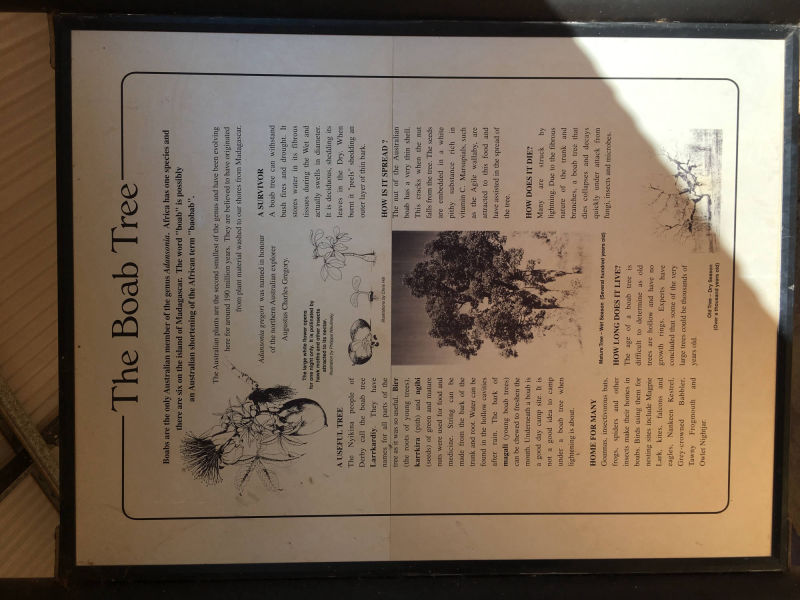 The Boab Tree
Boabs are the only Australian member of the genus Adansonia. Africa has one species and
there are six on the island of Madagascar. The word "boab" is possibly
an Australian shortening of the African term "baobab".
The Australian plants are the second smallest of the genus and have been evolving
here for around 190 million years. They are believed to have originated
from plant material washed to our shores from Madagascar.
Adansonia gregorii was named in honour
of the northern Australian explorer
Augustus Charles Gregory.
The large white flower opens
for one night only. It is pollinated by
hawk moths and other insects
attracted to its nectar
A USEFUL TREE
The Nyikina people of
Derby call the boab tree
Larrkardiy. They have
names for all parts of the
tree as it was so useful. Bier
(the roots of young trees),
karrkira (pith) and ngibi
(seeds) of green and mature
nuts were used for food and
medicine. String can be
made from the bark of the
trunk and root. Water can be
found in the hollow cavities
after rain. The bark of
magali (young boab trees)
can be chewed to freshen the
mouth. Underneath a boab is
a good day camp site. It is
not a good idea to camp
under a boab tree when
lightning is about.
HOME FOR MANY
Goannas, insectivorous bats,
frogs, spiders and other
insects make their homes in
boabs. Birds using them for
nesting sites include Magpie
Lark, kites, falcons and
eagles, Nankeen Kestrel,
Grey-crowned Babbler,
Tawny Frogmouth and
Owlet Nightjar.
Mature Tree - Wet Season (Several hundred years old)
HOW LONG DOES IT LIVE?
The age of a boab tree is
difficult to determine as old
trees are hollow and have no
growth rings. Experts have
concluded that some of the very
large trees could be thousands of
years old.
A SURVIVOR
A boab tree can withstand
bush fires and drought. It
stores water in its fibrous
tissues during the Wet and
actually swells in diameter.
It is deciduous, shedding its
leaves in the Dry. When
burnt it "peels" shedding an
outer layer of thin bark.
HOW IS IT SPREAD ?
The nut of the Australian
boab has a very thin shell.
This cracks when the nut
falls from the tree. The seeds
are embedded in a white
pithy substance rich in
vitamin C. Marsupials, such
as the Agile wallaby, are
attracted to this food and
have assisted in the spread of
the tree.
HOW DOES IT DIE?
Many are struck by
lightning. Due to the fibrous
nature of the trunk and
branches, a boab tree that
dies collapses and decays
quickly under attack from
fungi, insects and microbes.
Old Tree - Dry Season
(Over a thousand years old)